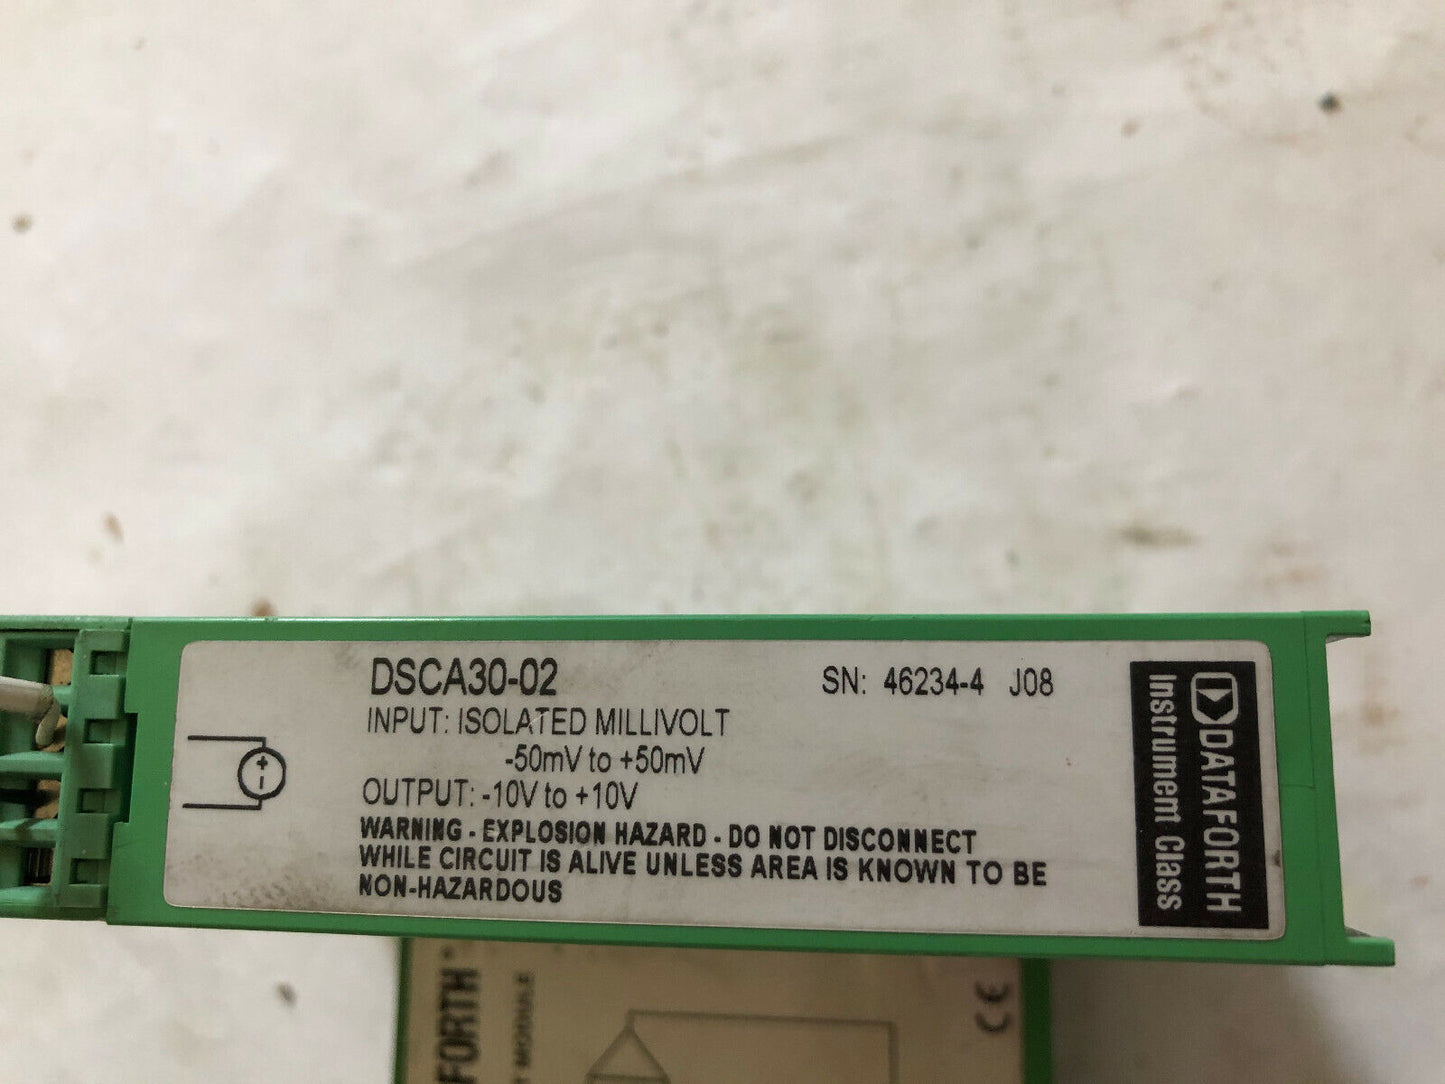 DSCA30-02
SN: 46234-4 J08
INPUT: ISOLATED MILLIVOLT
-50mV to +50mV
OUTPUT: -10V to +10V
WARNING - EXPLOSION HAZARD - DO NOT DISCONNECT
WHILE CIRCUIT IS ALIVE UNLESS AREA IS KNOWN TO BE
NON-HAZARDOUS
DATAFORTH
Instrument Class
FORTH®
MODULE
CE